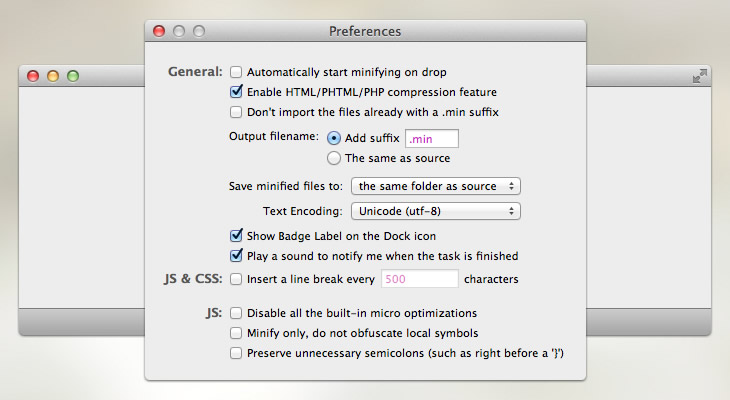 Preferences
General: Automatically start minifying on drop
Enable HTML/PHTML/PHP compression feature
Don't import the files already with a .min suffix
Output filename: Add suffix .min
The same as source
Save minified files to: the same folder as source
Text Encoding: Unicode (utf-8)
Show Badge Label on the Dock icon
Play a sound to notify me when the task is finished
JS & CSS: Insert a line break every 500 characters
JS: Disable all the built-in micro optimizations
Minify only, do not obfuscate local symbols
Preserve unnecessary semicolons (such as right before a '}')